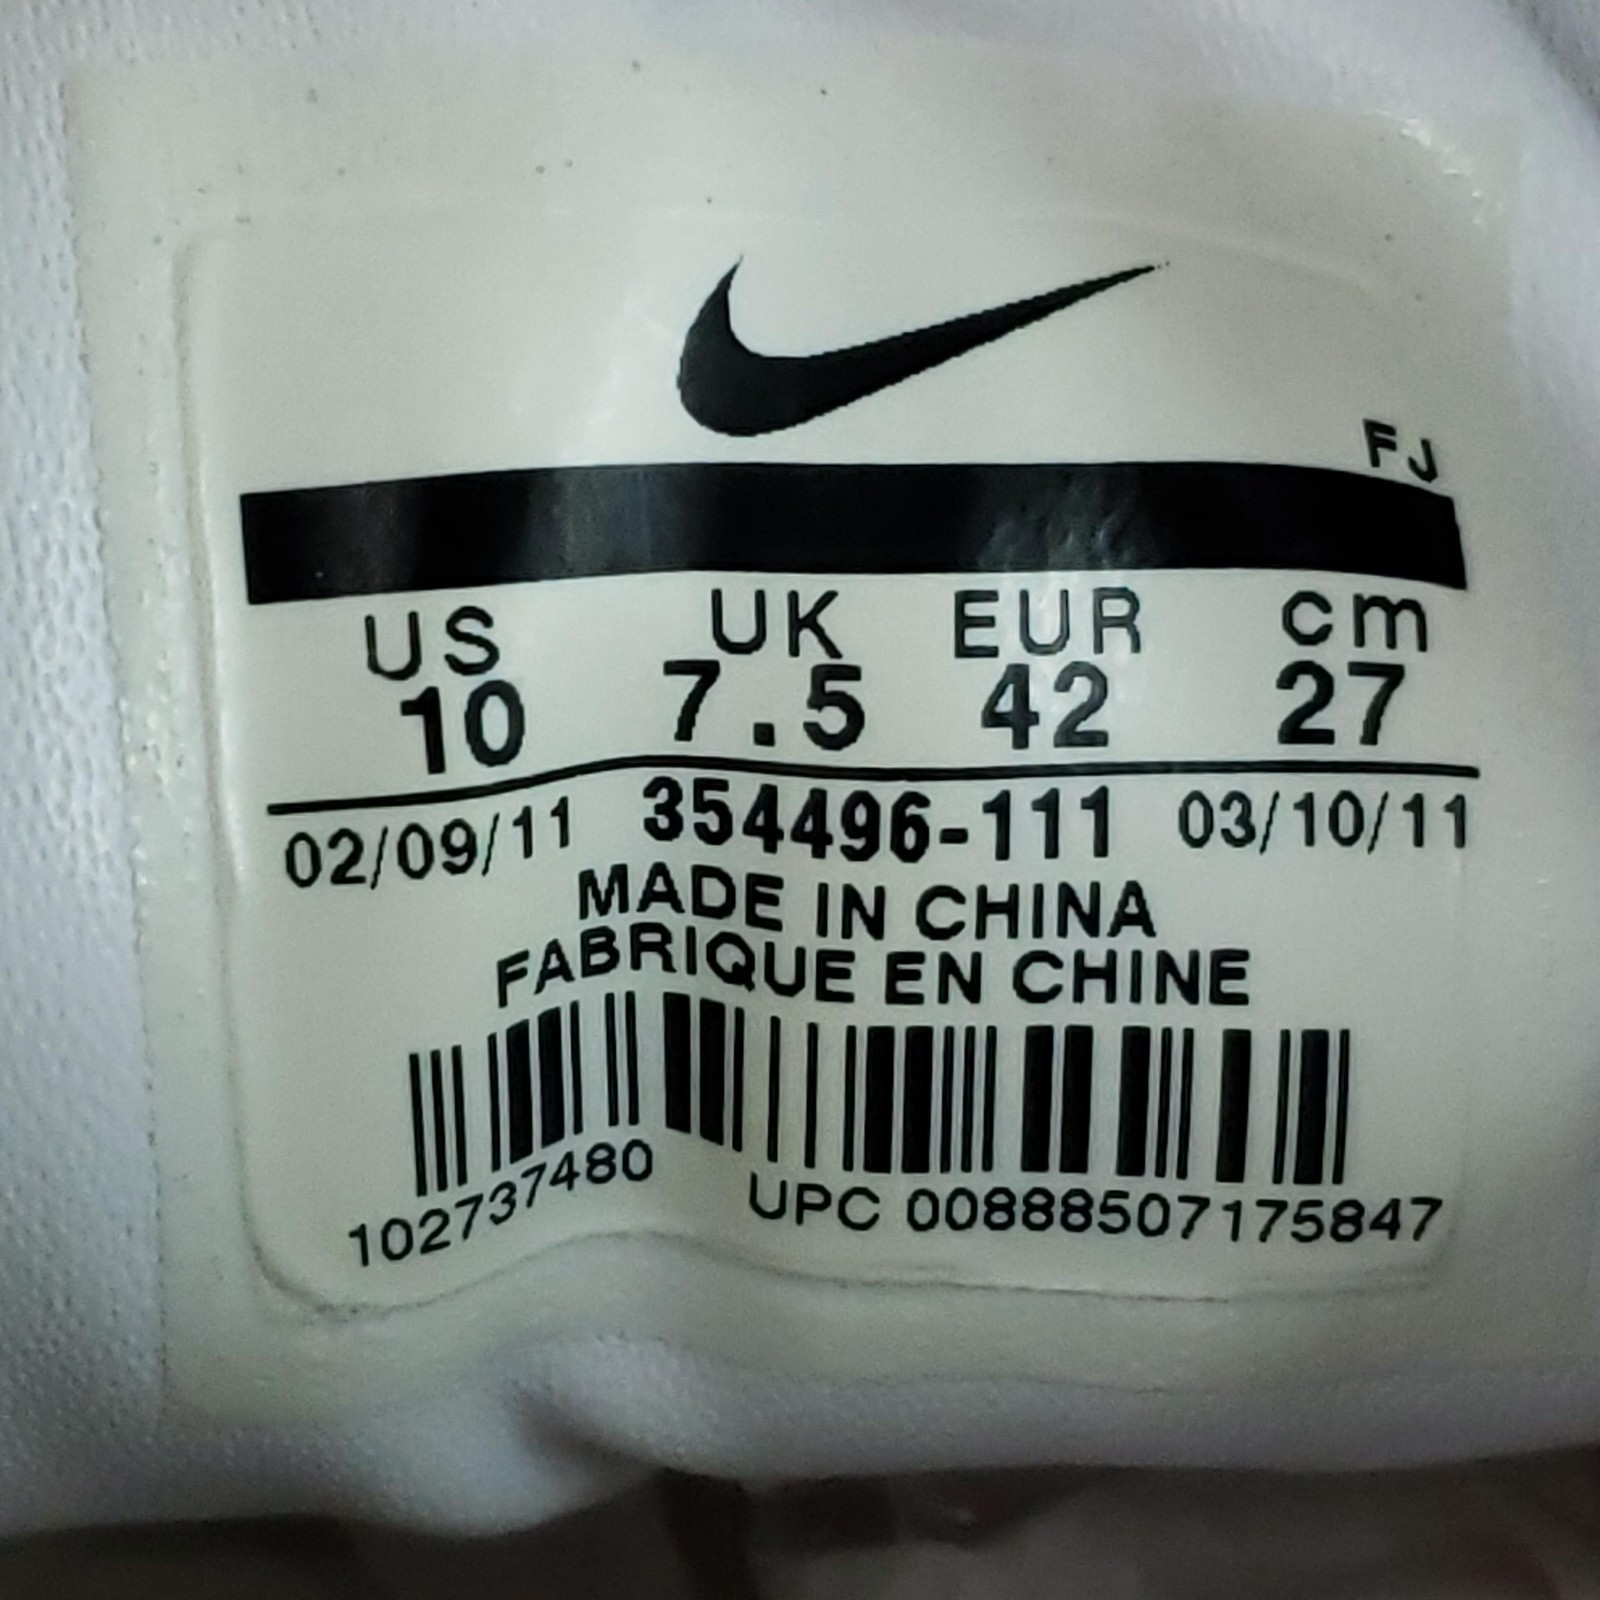 FJ
US UK EUR cm
10 7.5 42 27
02/09/11 354496-111 03/10/11
MADE IN CHINA
FABRIQUE EN CHINE
102737480 UPC 00888507175847